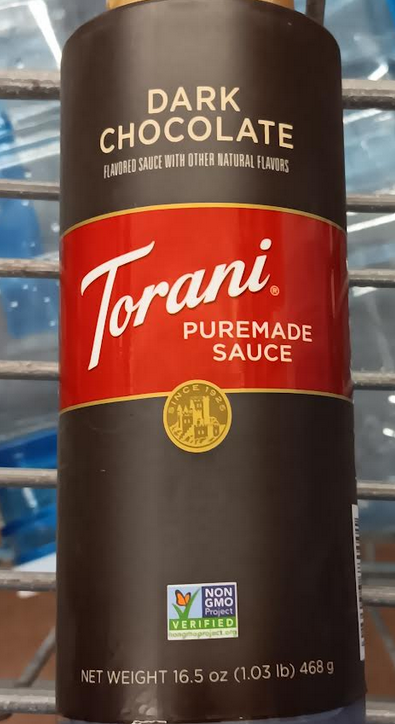 DARK
CHOCOLATE
FLAVORED SAUCE WITH OTHER NATURAL FLAVORS
Torani®
PUREMADE
SAUCE
SINCE 1925
NON
GMO
Project
VERIFIED
nongmoproject.org
NET WEIGHT 16.5 oz (1.03 lb) 468 g